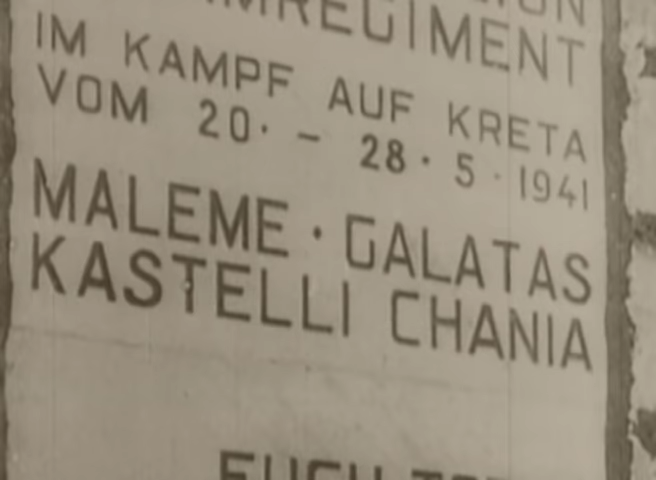 IM KAMPF AUF KRETA
VOM 20. - 28. 5. 1941
MALEME · GALATAS
KASTELLI CHANIA